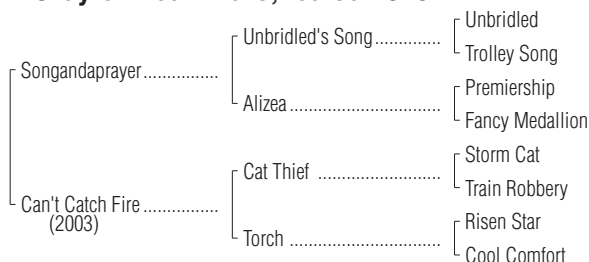 Unbridled
Unbridled's Song...............
Trolley Song
Songandaprayer...............
Premiership
Alizea..............................
Fancy Medallion
Storm Cat
Cat Thief ........................
Train Robbery
Can't Catch Fire...............
(2003)
Risen Star
Torch ..............................
Cool Comfort